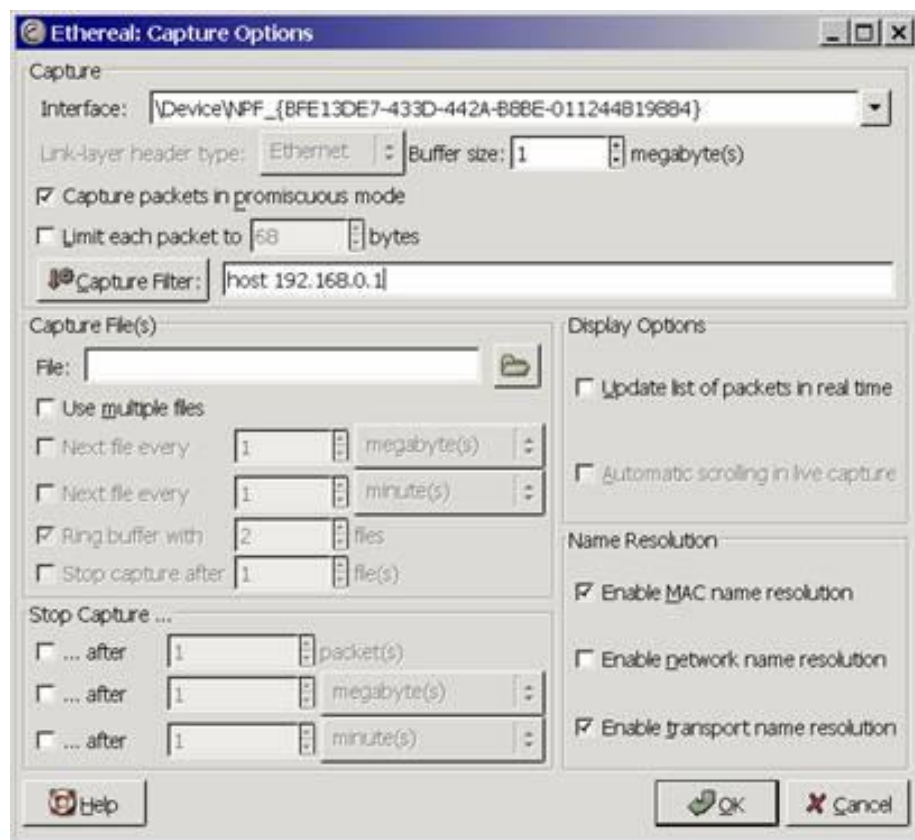 Ethereal: Capture Options
Capture
Interface: \Device\NPF_{BFE13DE7-433D-442A-B8BE-011244819884}
Link-layer header type: Ethernet Buffer size: 1 megabyte(s)
Capture packets in promiscuous mode
Limit each packet to 68 bytes
Capture Filter: host 192.168.0.1
Capture File(s)
File:
Use multiple files
Next file every 1 megabyte(s)
Next file every 1 minute(s)
Ring buffer with 2 files
Stop capture after 1 file(s)
Stop Capture ...
... after 1 packet(s)
... after 1 megabyte(s)
... after 1 minute(s)
Display Options
Update list of packets in real time
Automatic scrolling in live capture
Name Resolution
Enable MAC name resolution
Enable network name resolution
Enable transport name resolution
Help
OK
Cancel